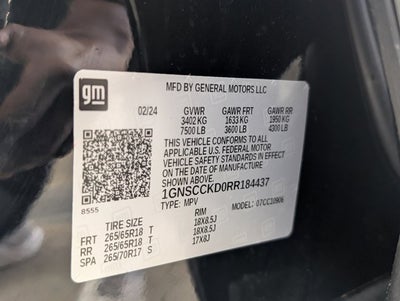 gm
MFD BY GENERAL MOTORS LLC
02/24 GVWR GAWR FRT GAWR RR
3402 KG 1633 KG 1950 KG
7500 LB 3600 LB 4300 LB
THIS VEHICLE CONFORMS TO ALL
APPLICABLE U.S. FEDERAL MOTOR
VEHICLE SAFETY STANDARDS IN EFFECT
ON THE DATE OF MANUFACTURE
SHOWN ABOVE.
1GNSCCKD0RR184437
8555 TYPE: MPV 07CC10906
TIRE SIZE RIM
FRT 265/65R18 T 18X8.5J
RR 265/65R18 T 18X8.5J
SPA 265/70R17 S 17X8J